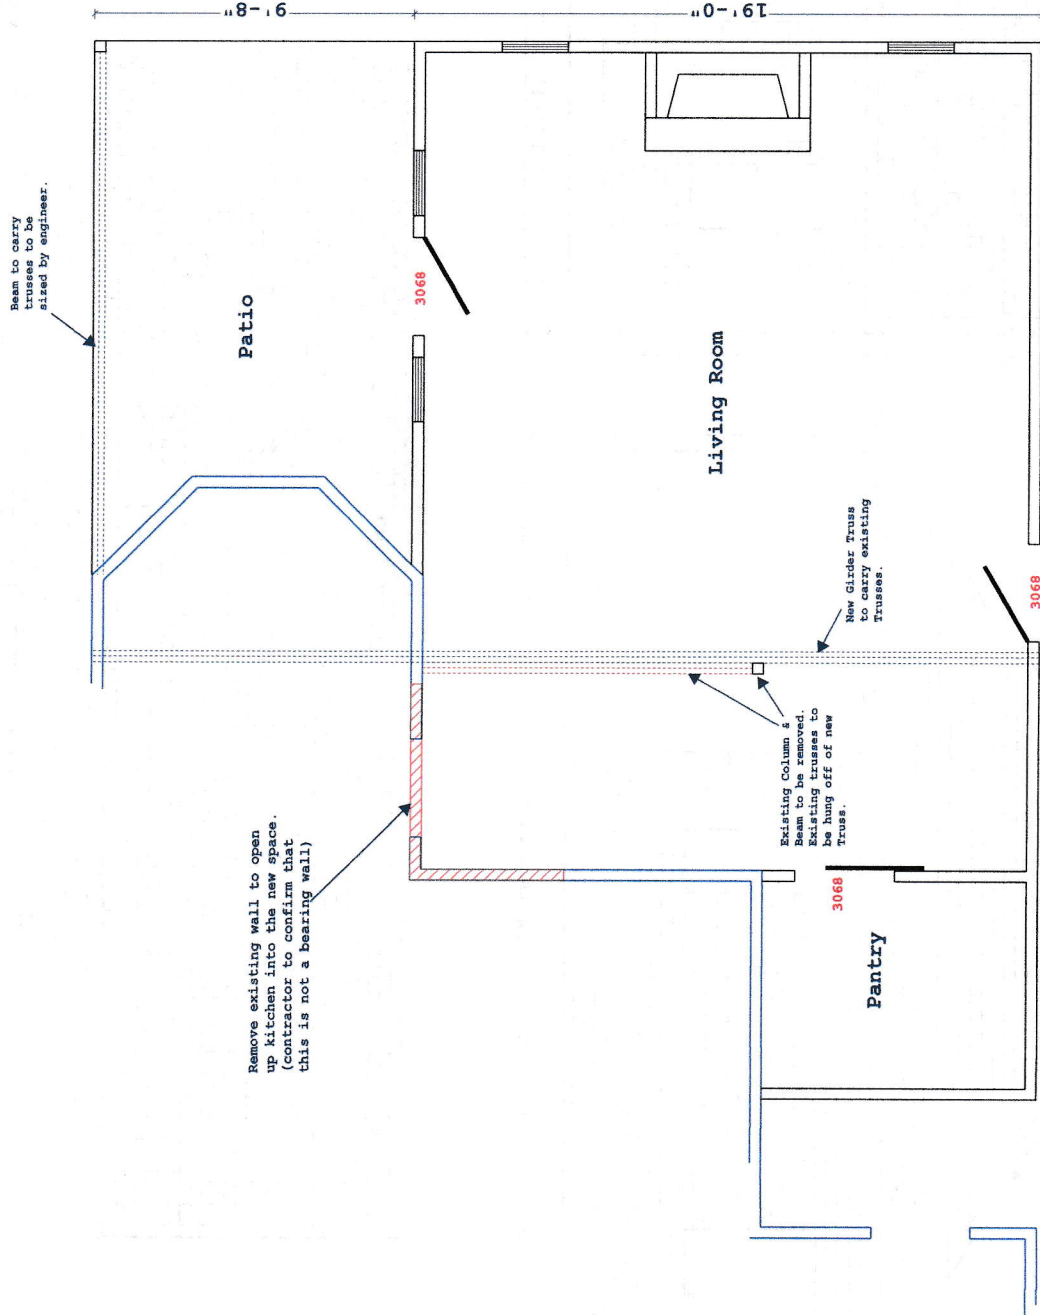 9'-8"
19'-0"
Beam to carry
trusses to be
sized by engineer.
Patio
3068
Living Room
New Girder Truss
to carry existing
Trusses.
3068
Existing Column &
Beam to be removed.
Existing trusses to
be hung off of new
Truss.
Remove existing wall to open
up kitchen into the new space.
(contractor to confirm that
this is not a bearing wall)
3068
Pantry